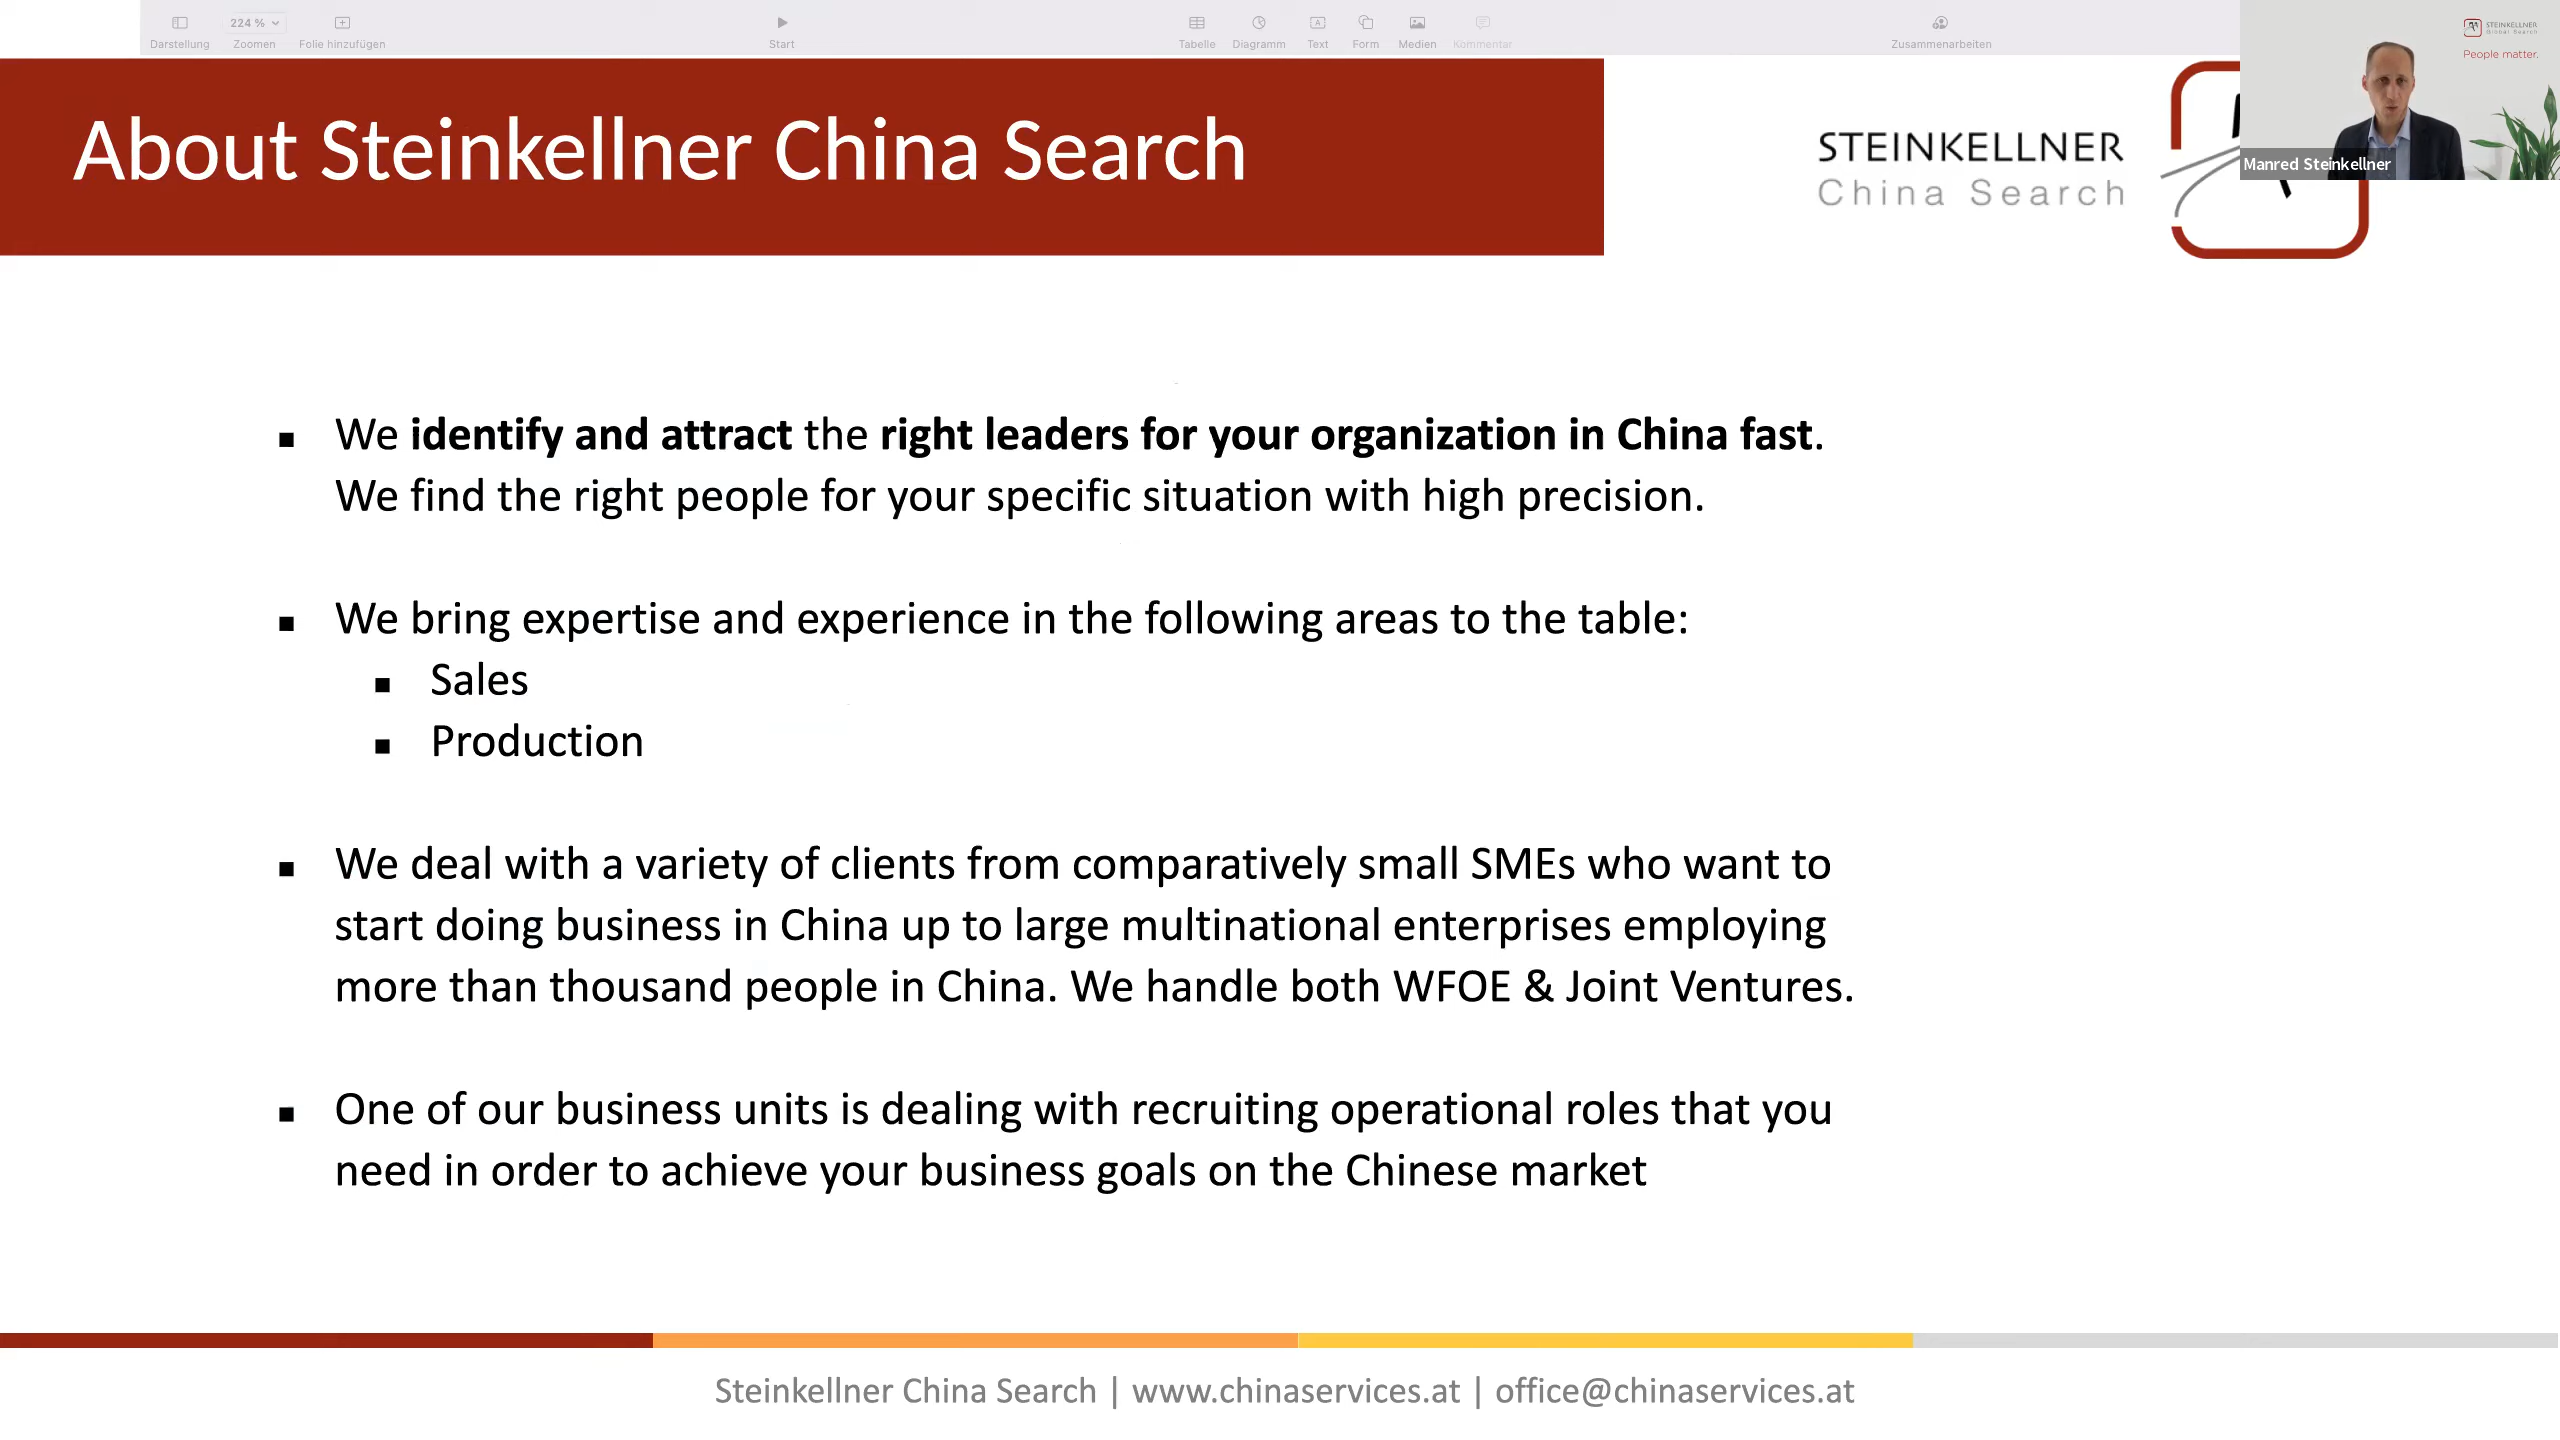 224 %
Darstellung Zoomen Folie hinzufügen Start Tabelle Diagramm Text Form Medien Kommentar Zusammenarbeiten
STEINKELLNER
Global Search
People matter.
Manred Steinkellner
About Steinkellner China Search
STEINKELLNER
China Search
We identify and attract the right leaders for your organization in China fast.
We find the right people for your specific situation with high precision.
We bring expertise and experience in the following areas to the table:
Sales
Production
We deal with a variety of clients from comparatively small SMEs who want to
start doing business in China up to large multinational enterprises employing
more than thousand people in China. We handle both WFOE & Joint Ventures.
One of our business units is dealing with recruiting operational roles that you
need in order to achieve your business goals on the Chinese market
Steinkellner China Search | www.chinaservices.at | office@chinaservices.at